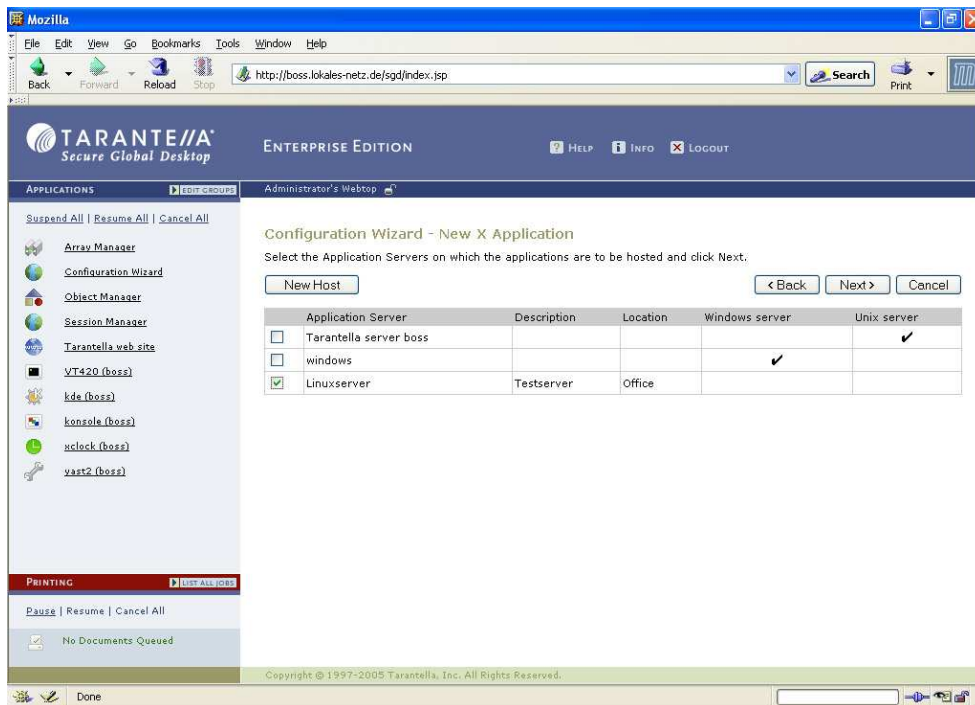 Mozilla
File Edit View Go Bookmarks Tools Window Help
Back Forward Reload Stop http://boss.lokales-netz.de/sgd/index.jsp Search Print
TARANTELLA
Secure Global Desktop
ENTERPRISE EDITION
? HELP i INFO X LOGOUT
APPLICATIONS EDIT GROUPS
Administrator's Webtop
Suspend All | Resume All | Cancel All
Array Manager
Configuration Wizard
Object Manager
Session Manager
Tarantella web site
VT420 (boss)
kde (boss)
konsole (boss)
xclock (boss)
yast2 (boss)
Configuration Wizard - New X Application
Select the Application Servers on which the applications are to be hosted and click Next.
New Host < Back Next > Cancel
Application Server Description Location Windows server Unix server
Tarantella server boss ✔
windows ✔
Linuxserver Testserver Office
PRINTING LIST ALL JOBS
Pause | Resume | Cancel All
No Documents Queued
Copyright © 1997-2005 Tarantella, Inc. All Rights Reserved.
Done